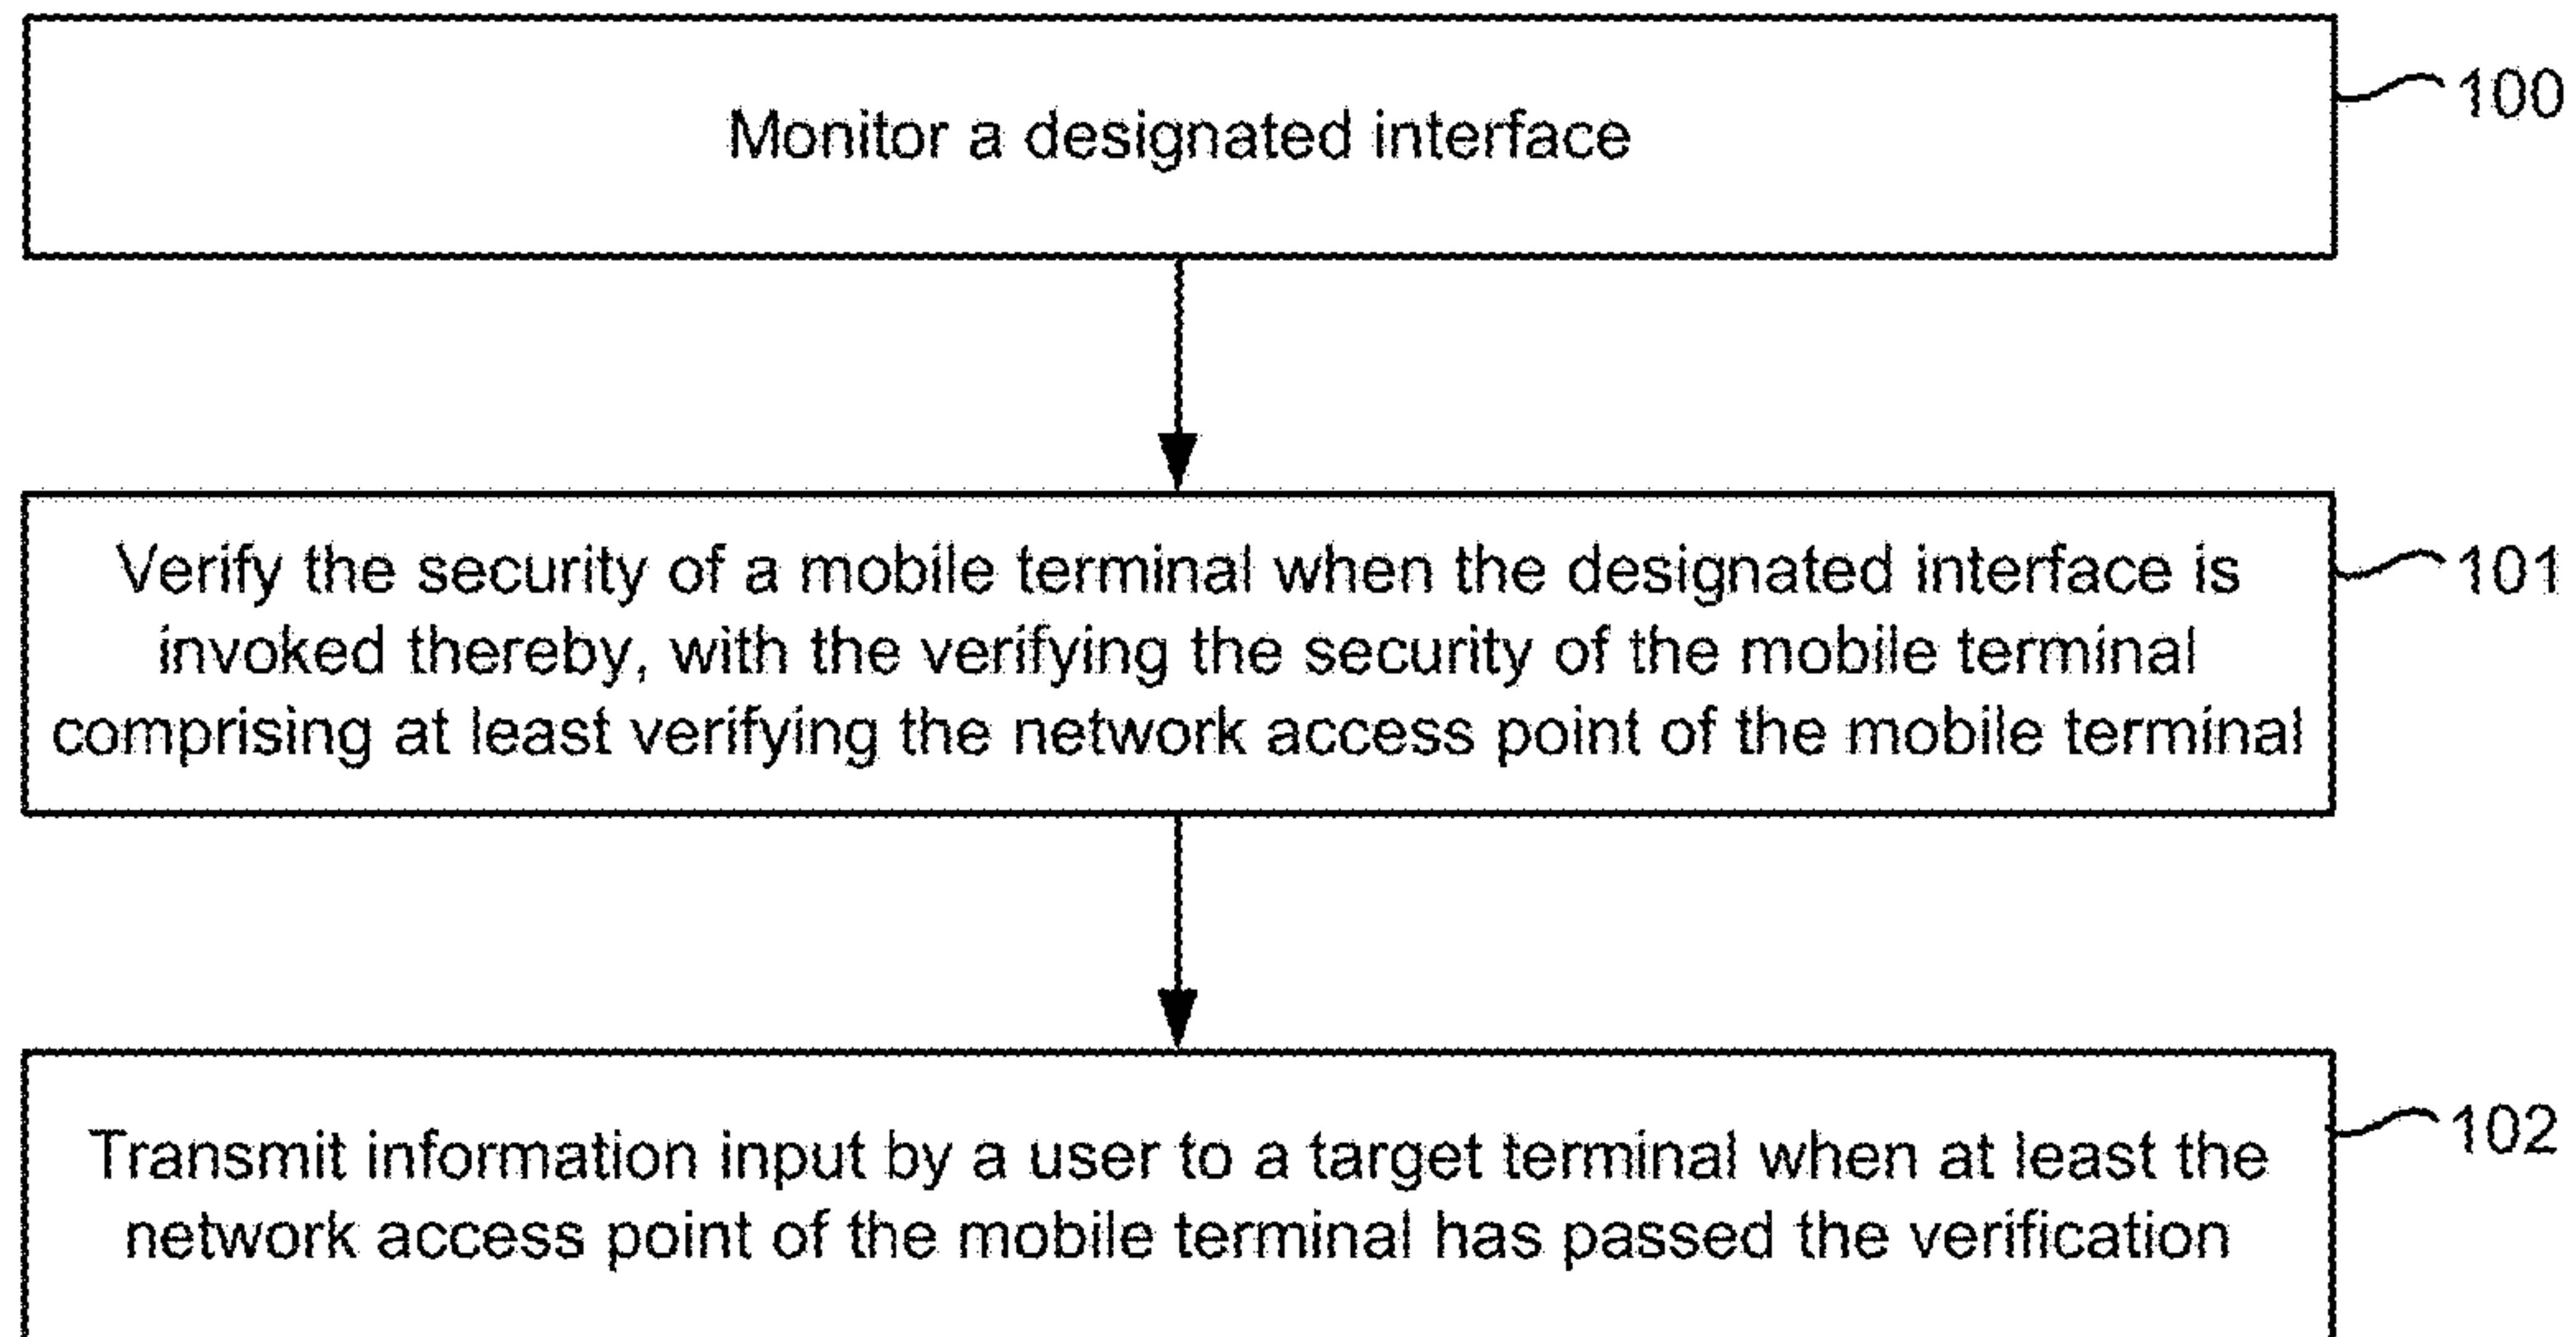 Monitor a designated interface
100
Verify the security of a mobile terminal when the designated interface is
invoked thereby, with the verifying the security of the mobile terminal
comprising at least verifying the network access point of the mobile terminal
101
Transmit information input by a user to a target terminal when at least the
network access point of the mobile terminal has passed the verification
102